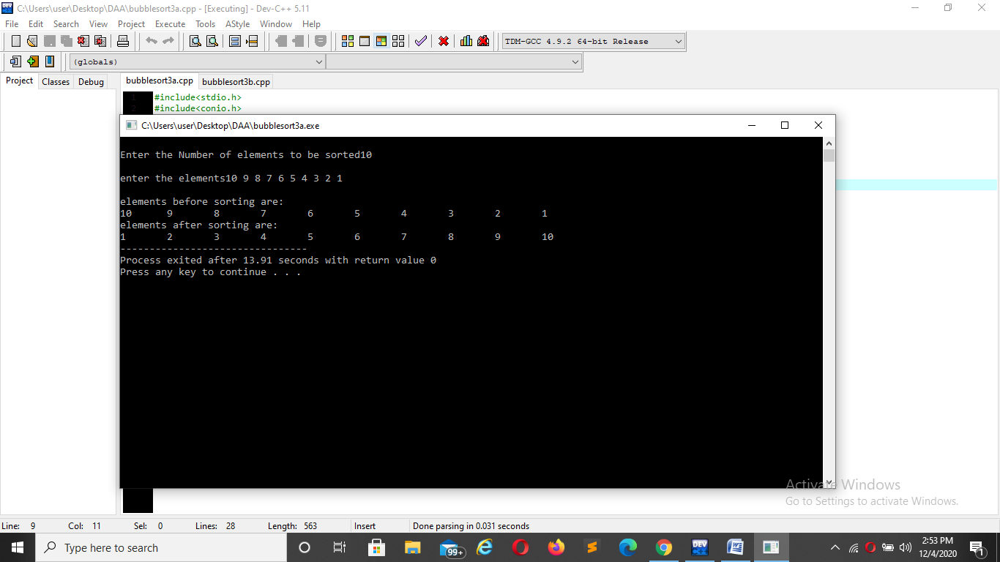 C:\Users\user\Desktop\DAA\bubblesort3a.cpp - [Executing] - Dev-C++ 5.11
File Edit Search View Project Execute Tools AStyle Window Help
TDM-GCC 4.9.2 64-bit Release
(globals)
Project Classes Debug bubblesort3a.cpp bubblesort3b.cpp
1 #include<stdio.h>
2 #include<conio.h>
C:\Users\user\Desktop\DAA\bubblesort3a.exe
Enter the Number of elements to be sorted10
enter the elements10 9 8 7 6 5 4 3 2 1
elements before sorting are:
10 9 8 7 6 5 4 3 2 1
elements after sorting are:
1 2 3 4 5 6 7 8 9 10
--------------------------------
Process exited after 13.91 seconds with return value 0
Press any key to continue . . .
Activate Windows
Go to Settings to activate Windows.
Line: 9 Col: 11 Sel: 0 Lines: 28 Length: 563 Insert Done parsing in 0.031 seconds
Type here to search
99+
DEV
2:53 PM
12/4/2020
1